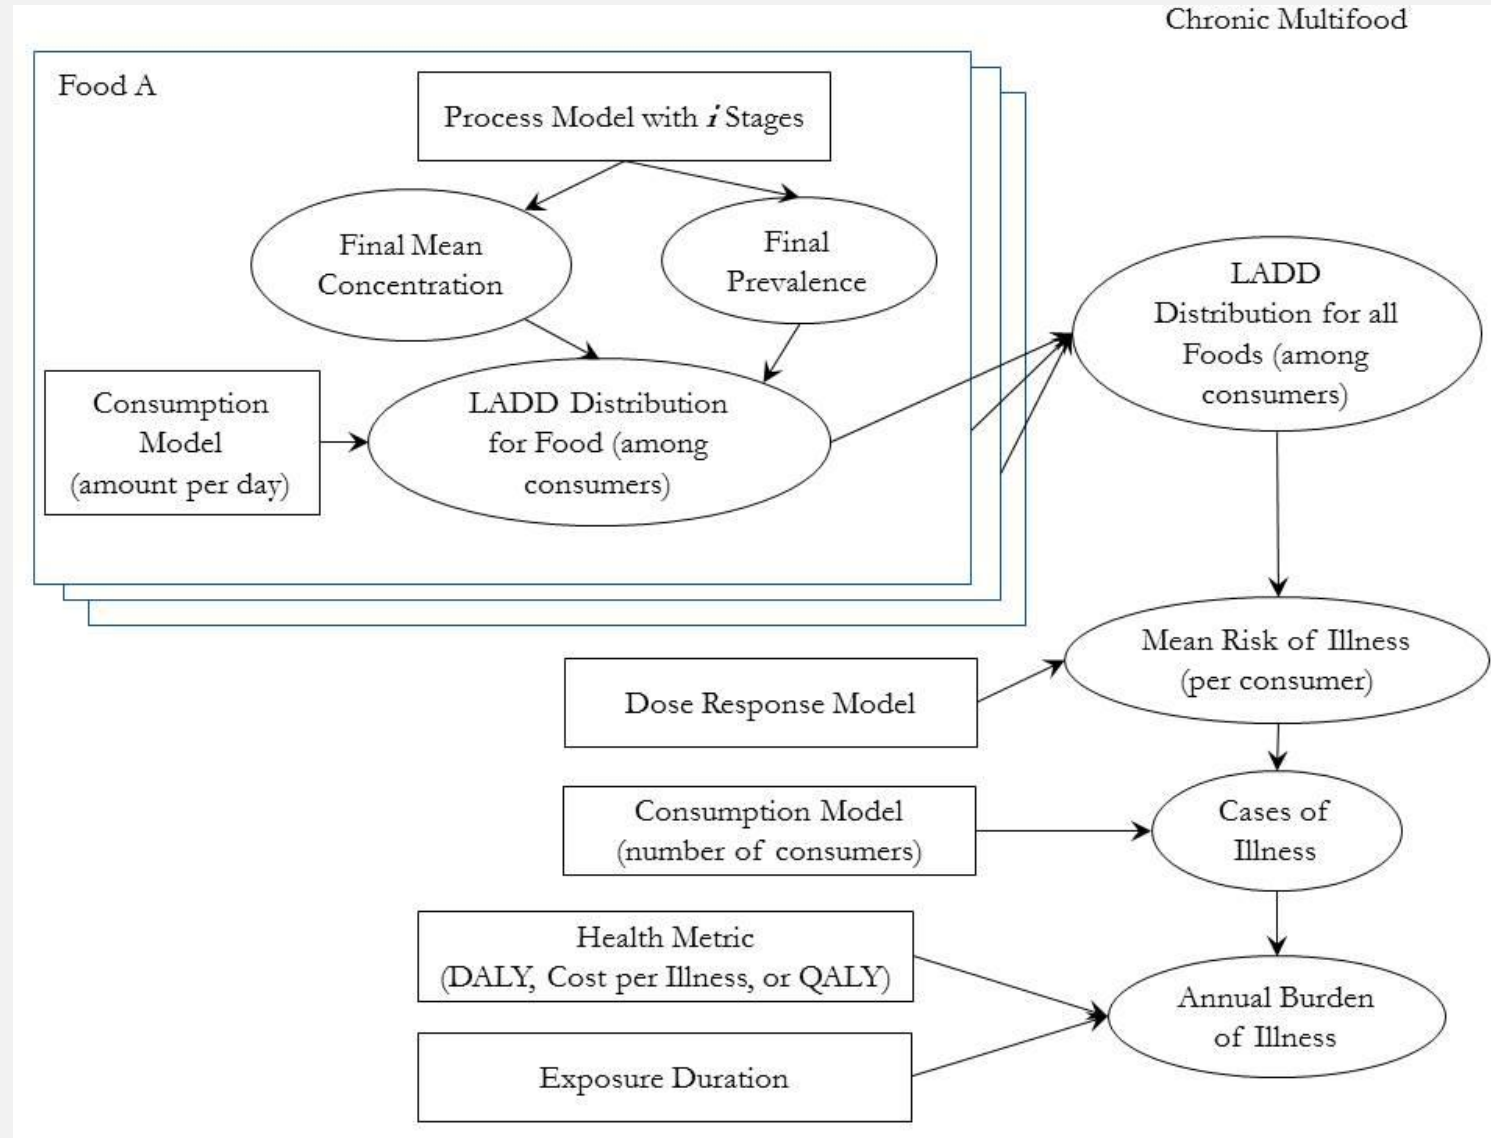 Chronic Multifood
Food A
Process Model with i Stages
Final Mean
Concentration
Final
Prevalence
Consumption
Model
(amount per day)
LADD Distribution
for Food (among
consumers)
LADD
Distribution for all
Foods (among
consumers)
Mean Risk of Illness
(per consumer)
Dose Response Model
Consumption Model
(number of consumers)
Cases of
Illness
Health Metric
(DALY, Cost per Illness, or QALY)
Annual Burden
of Illness
Exposure Duration